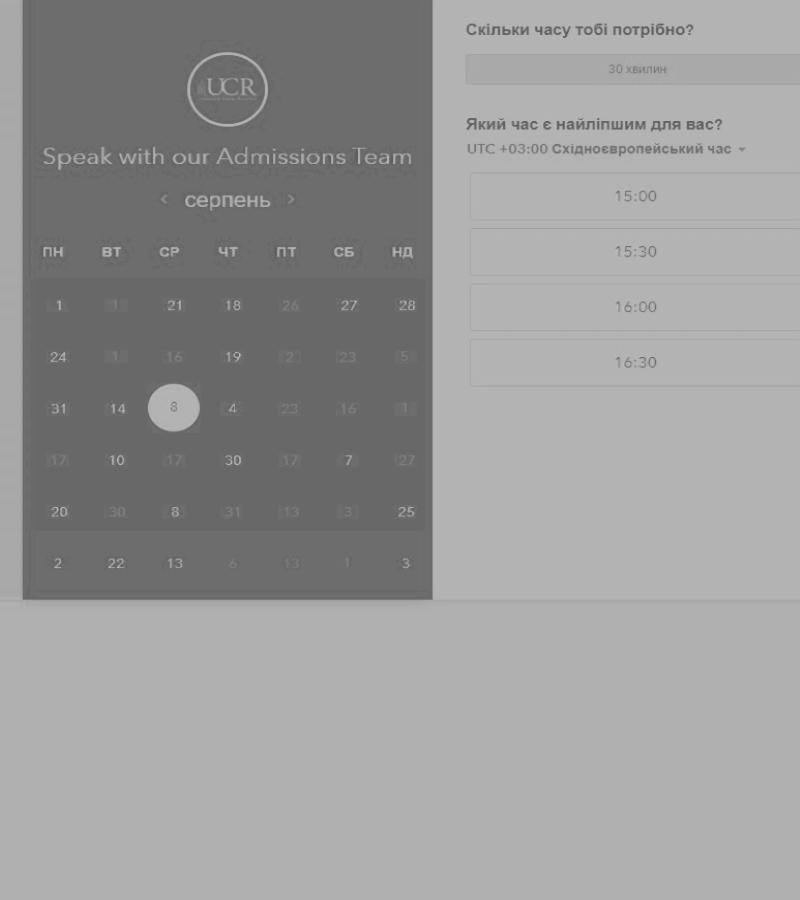 UCR
Speak with our Admissions Team
серпень
ПН ВТ СР ЧТ ПТ СБ НД
1 1 21 18 26 27 28
24 1 16 19 2 23 5
31 14 8 4 23 16 1
17 10 17 30 17 7 27
20 30 8 31 13 3 25
2 22 13 6 13 1 3
Скільки часу тобі потрібно?
30 хвилин
Який час є найліпшим для вас?
UTC +03:00 Східноєвропейський час
15:00
15:30
16:00
16:30